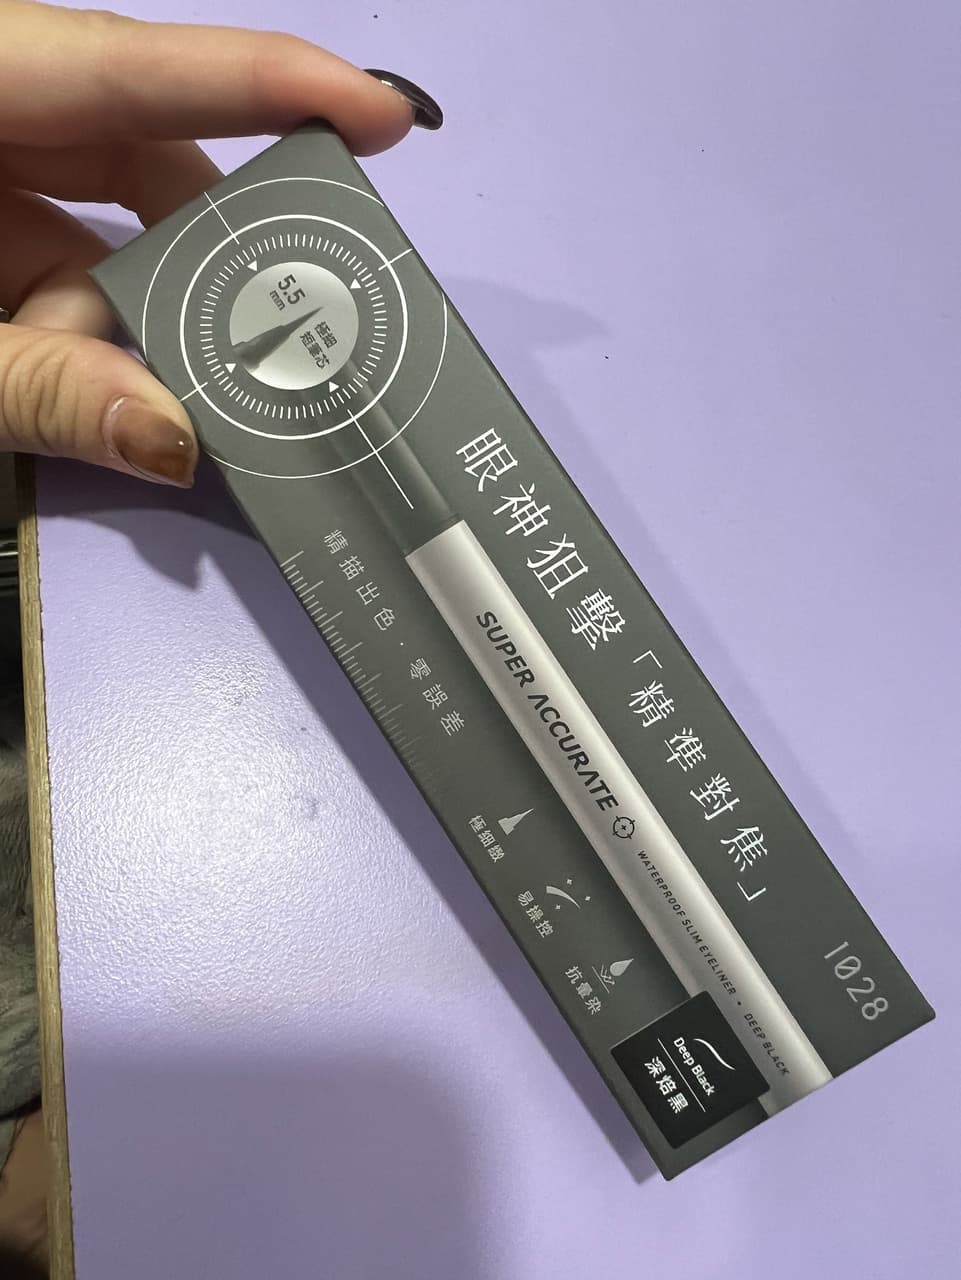 5.5
mm
極細
短筆芯
眼神狙擊「精準對焦」
精描出色·零誤差
SUPER ACCURATE
WATERPROOF SLIM EYELINER • DEEP BLACK
極細緻
易操控
抗暈染
1028
Deep Black
深焙黑